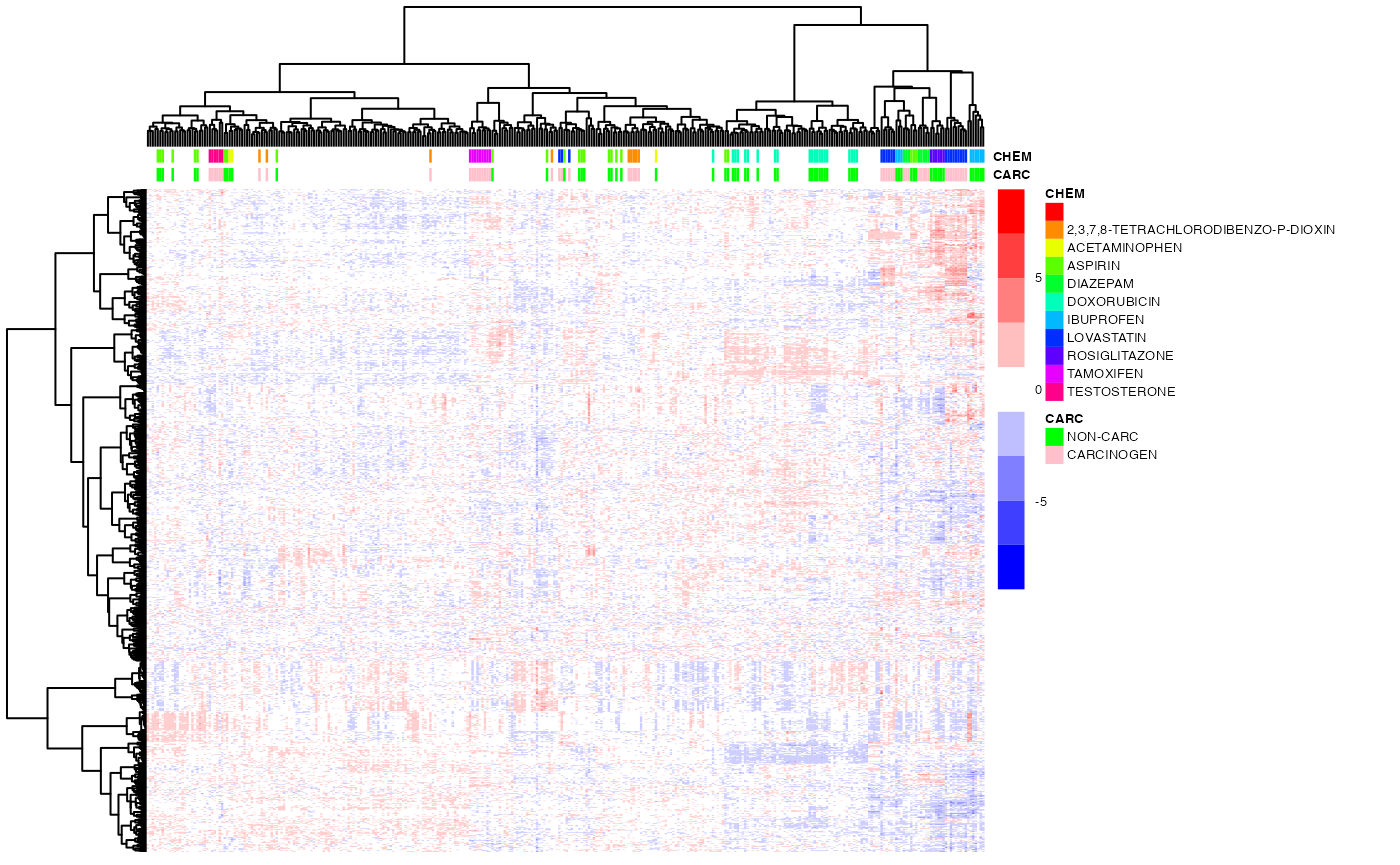 CHEM
CARC
CHEM
2,3,7,8-TETRACHLORODIBENZO-P-DIOXIN
ACETAMINOPHEN
ASPIRIN
DIAZEPAM
DOXORUBICIN
IBUPROFEN
LOVASTATIN
ROSIGLITAZONE
TAMOXIFEN
TESTOSTERONE
CARC
NON-CARC
CARCINOGEN
5
0
-5